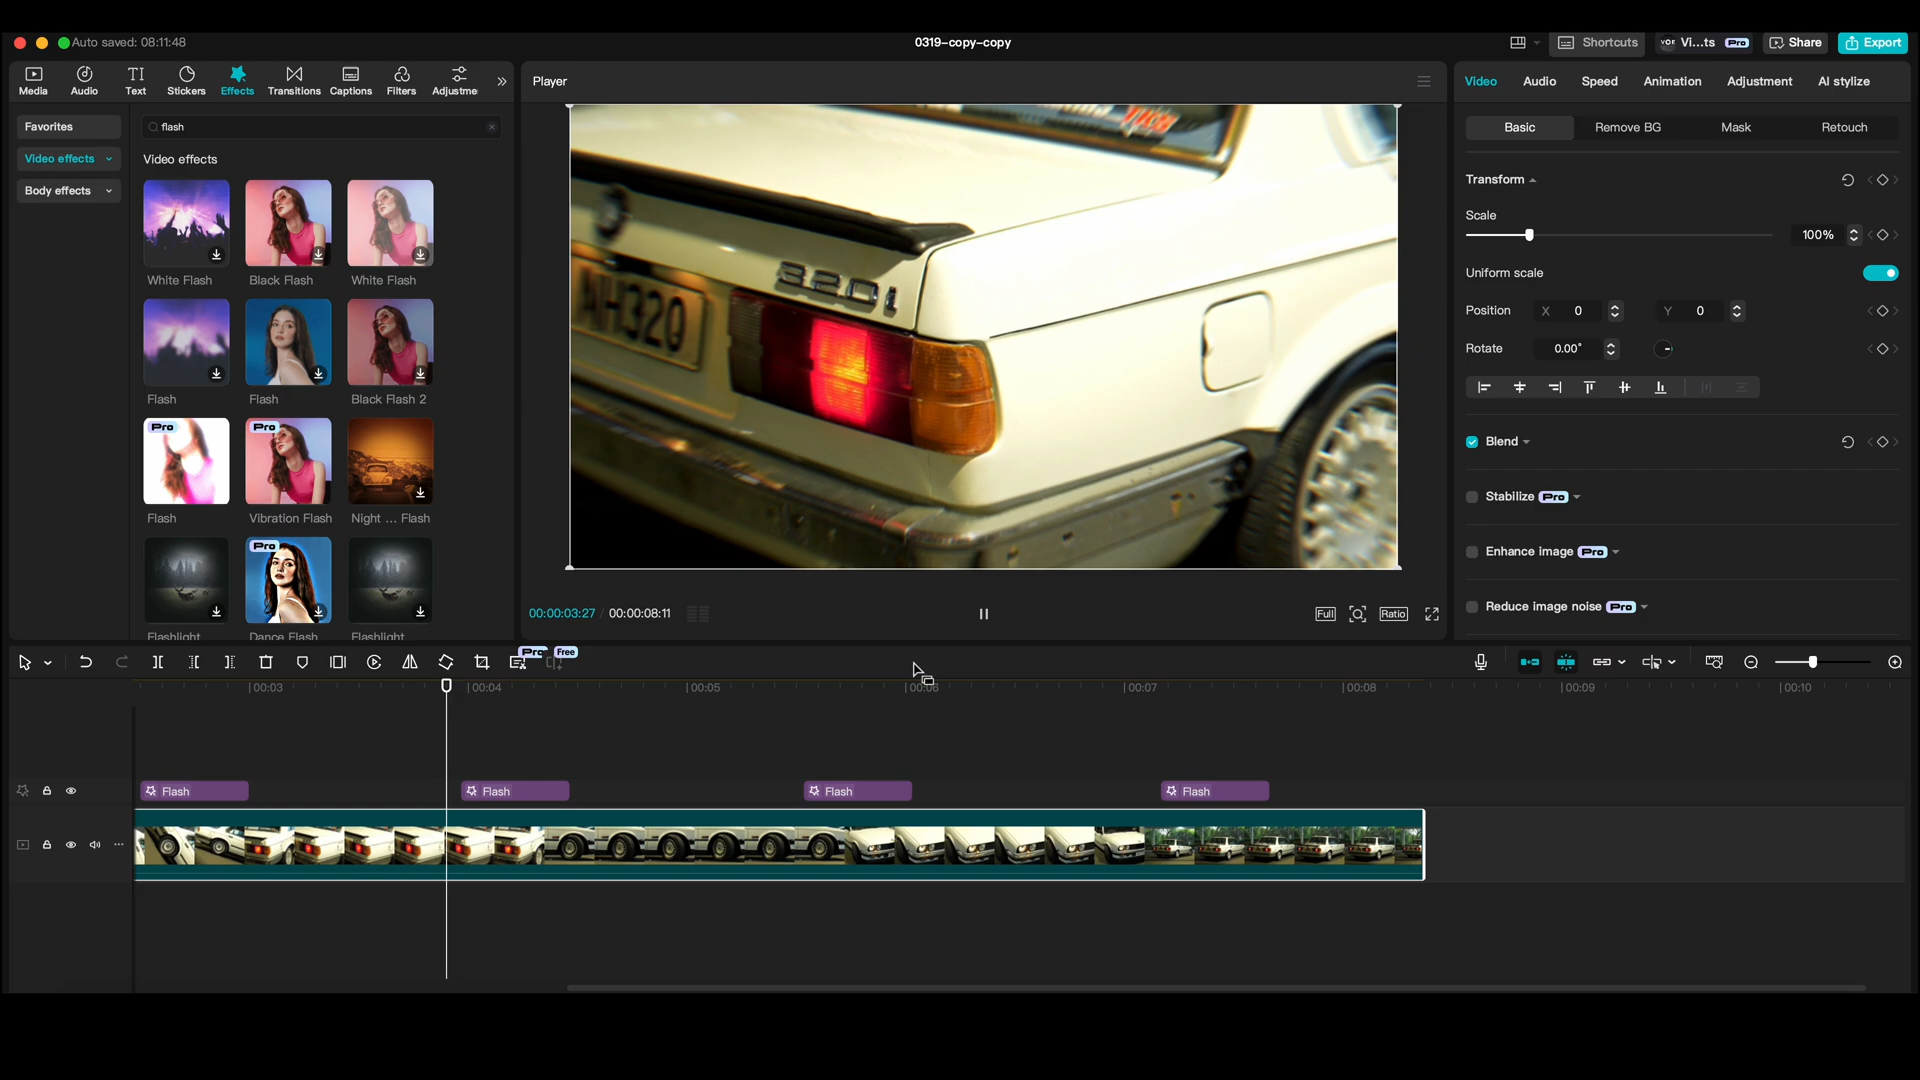 Auto saved: 08:11:48
0319-copy-copy
Shortcuts
Vi...ts
Pro
Share
Export
Media
Audio
Text
Stickers
Effects
Transitions
Captions
Filters
Adjustme
Player
Video
Audio
Speed
Animation
Adjustment
AI stylize
Favorites
Video effects
Body effects
flash
Video effects
White Flash
Black Flash
White Flash
Flash
Flash
Black Flash 2
Pro
Pro
Flash
Vibration Flash
Night ... Flash
Pro
Flashlight
Dance Flash
Flashlight
320i
Basic
Remove BG
Mask
Retouch
Transform
Scale
100%
Uniform scale
Position
X 0
Y 0
Rotate
0.00°
Blend
Stabilize Pro
Enhance image Pro
Reduce image noise Pro
00:00:03:27 / 00:00:08:11
Full
Ratio
Pro
Free
00:03
00:04
00:05
00:06
00:07
00:08
00:09
00:10
Flash
Flash
Flash
Flash